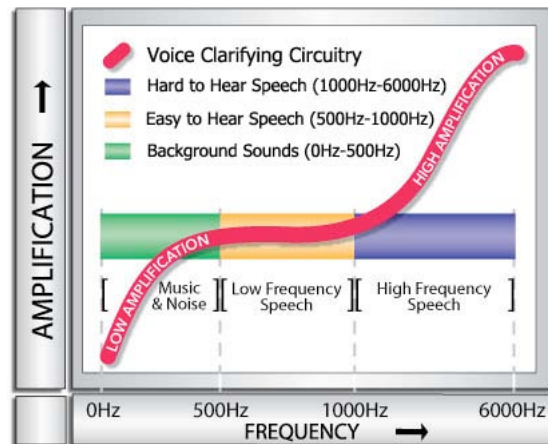 Voice Clarifying Circuitry
Hard to Hear Speech (1000Hz-6000Hz)
Easy to Hear Speech (500Hz-1000Hz)
Background Sounds (0Hz-500Hz)
AMPLIFICATION →
LOW AMPLIFICATION
HIGH AMPLIFICATION
[ Music
& Noise ]
[ Low Frequency
Speech ]
[ High Frequency
Speech ]
0Hz 500Hz 1000Hz 6000Hz
FREQUENCY →